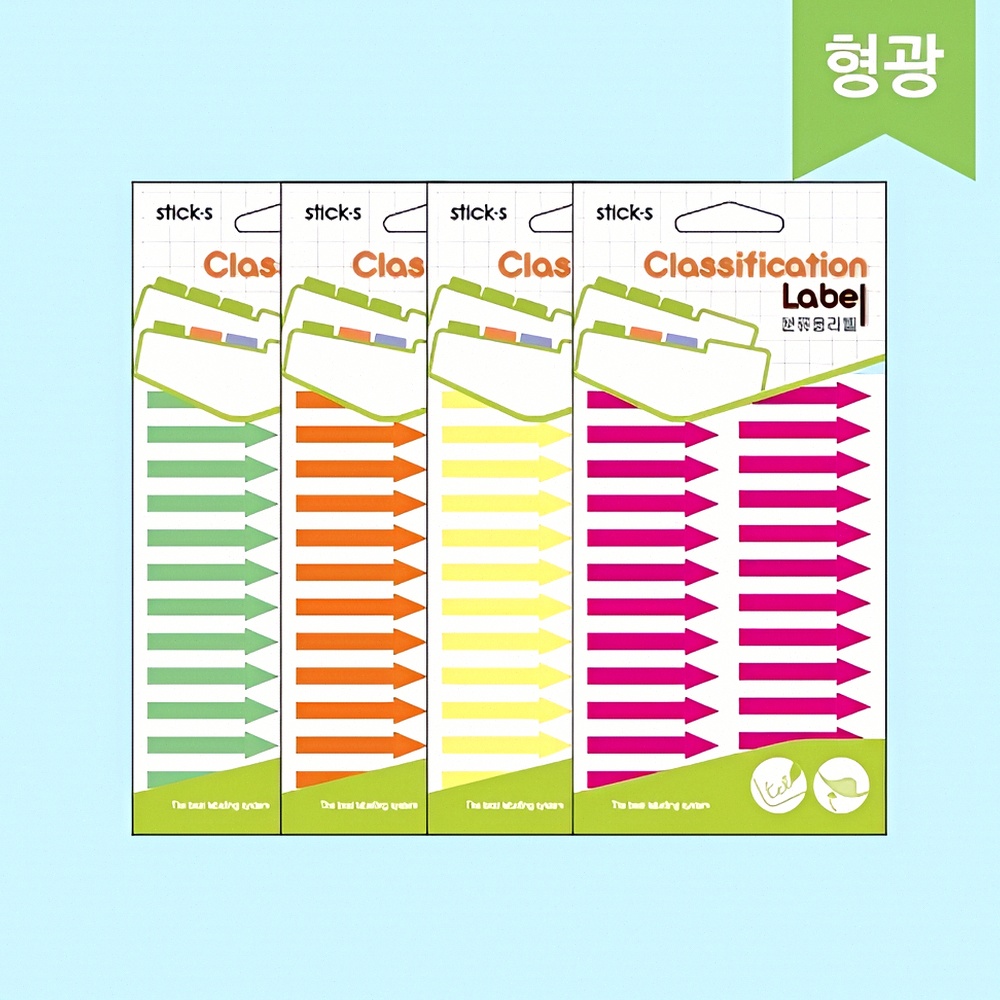 형광
stick·s
stick·s
stick·s
stick·s
Clas
Clas
Clas
Classification
Label
The best labeling system
The best labeling system
The best labeling system
The best labeling system